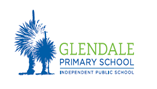 GLENDALE
PRIMARY SCHOOL
INDEPENDENT PUBLIC SCHOOL